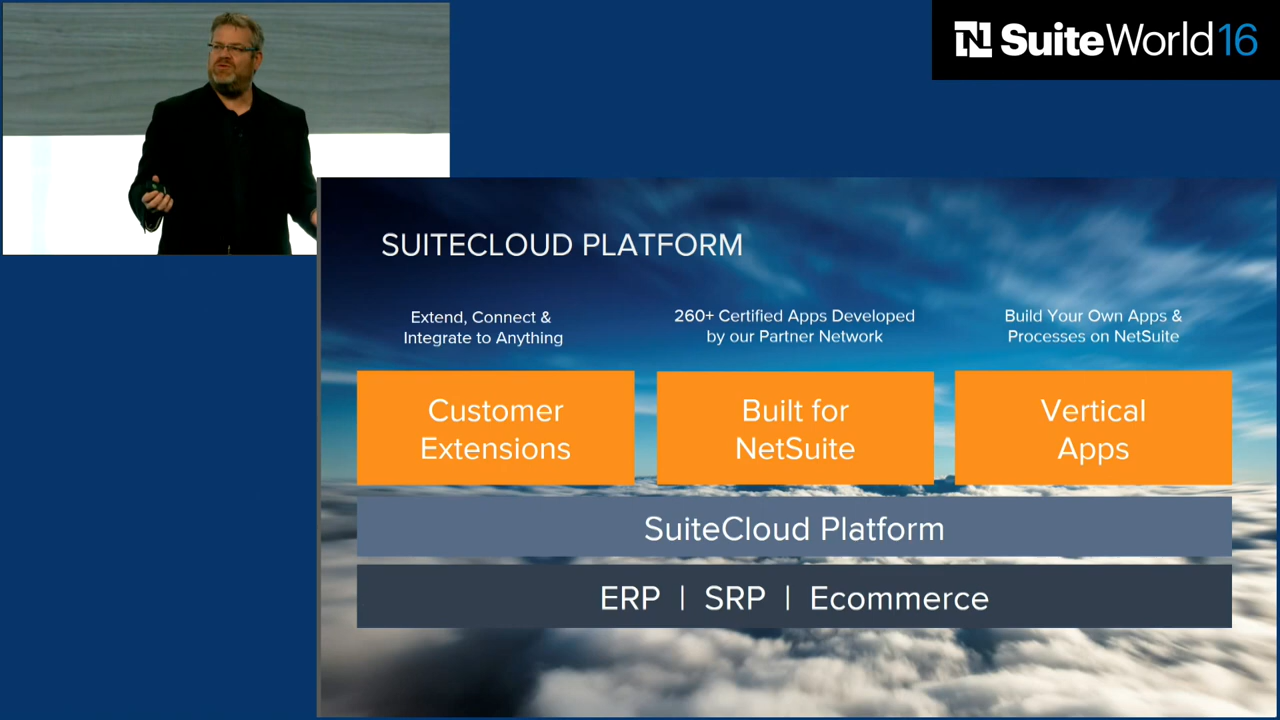 SuiteWorld16
SUITECLOUD PLATFORM
Extend, Connect &
Integrate to Anything
260+ Certified Apps Developed
by our Partner Network
Build Your Own Apps &
Processes on NetSuite
Customer
Extensions
Built for
NetSuite
Vertical
Apps
SuiteCloud Platform
ERP | SRP | Ecommerce